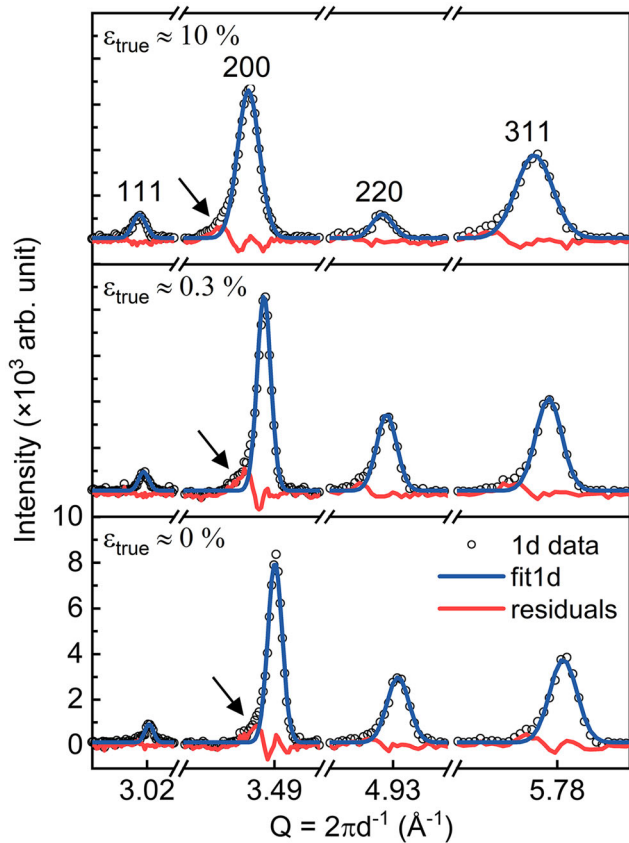 ε_true ≈ 10 %
200
111
220
311
ε_true ≈ 0.3 %
ε_true ≈ 0 %
1d data
fit1d
residuals
Intensity (×10³ arb. unit)
10
8
6
4
2
0
3.02 3.49 4.93 5.78
Q = 2πd⁻¹ (Å⁻¹)